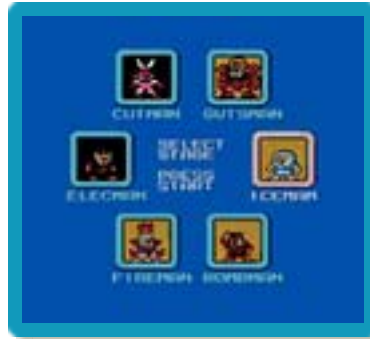 CUTMAN GUTSMAN
SELECT
STAGE
ELECMAN ICEMAN
PRESS
START
FIREMAN BOMBMAN